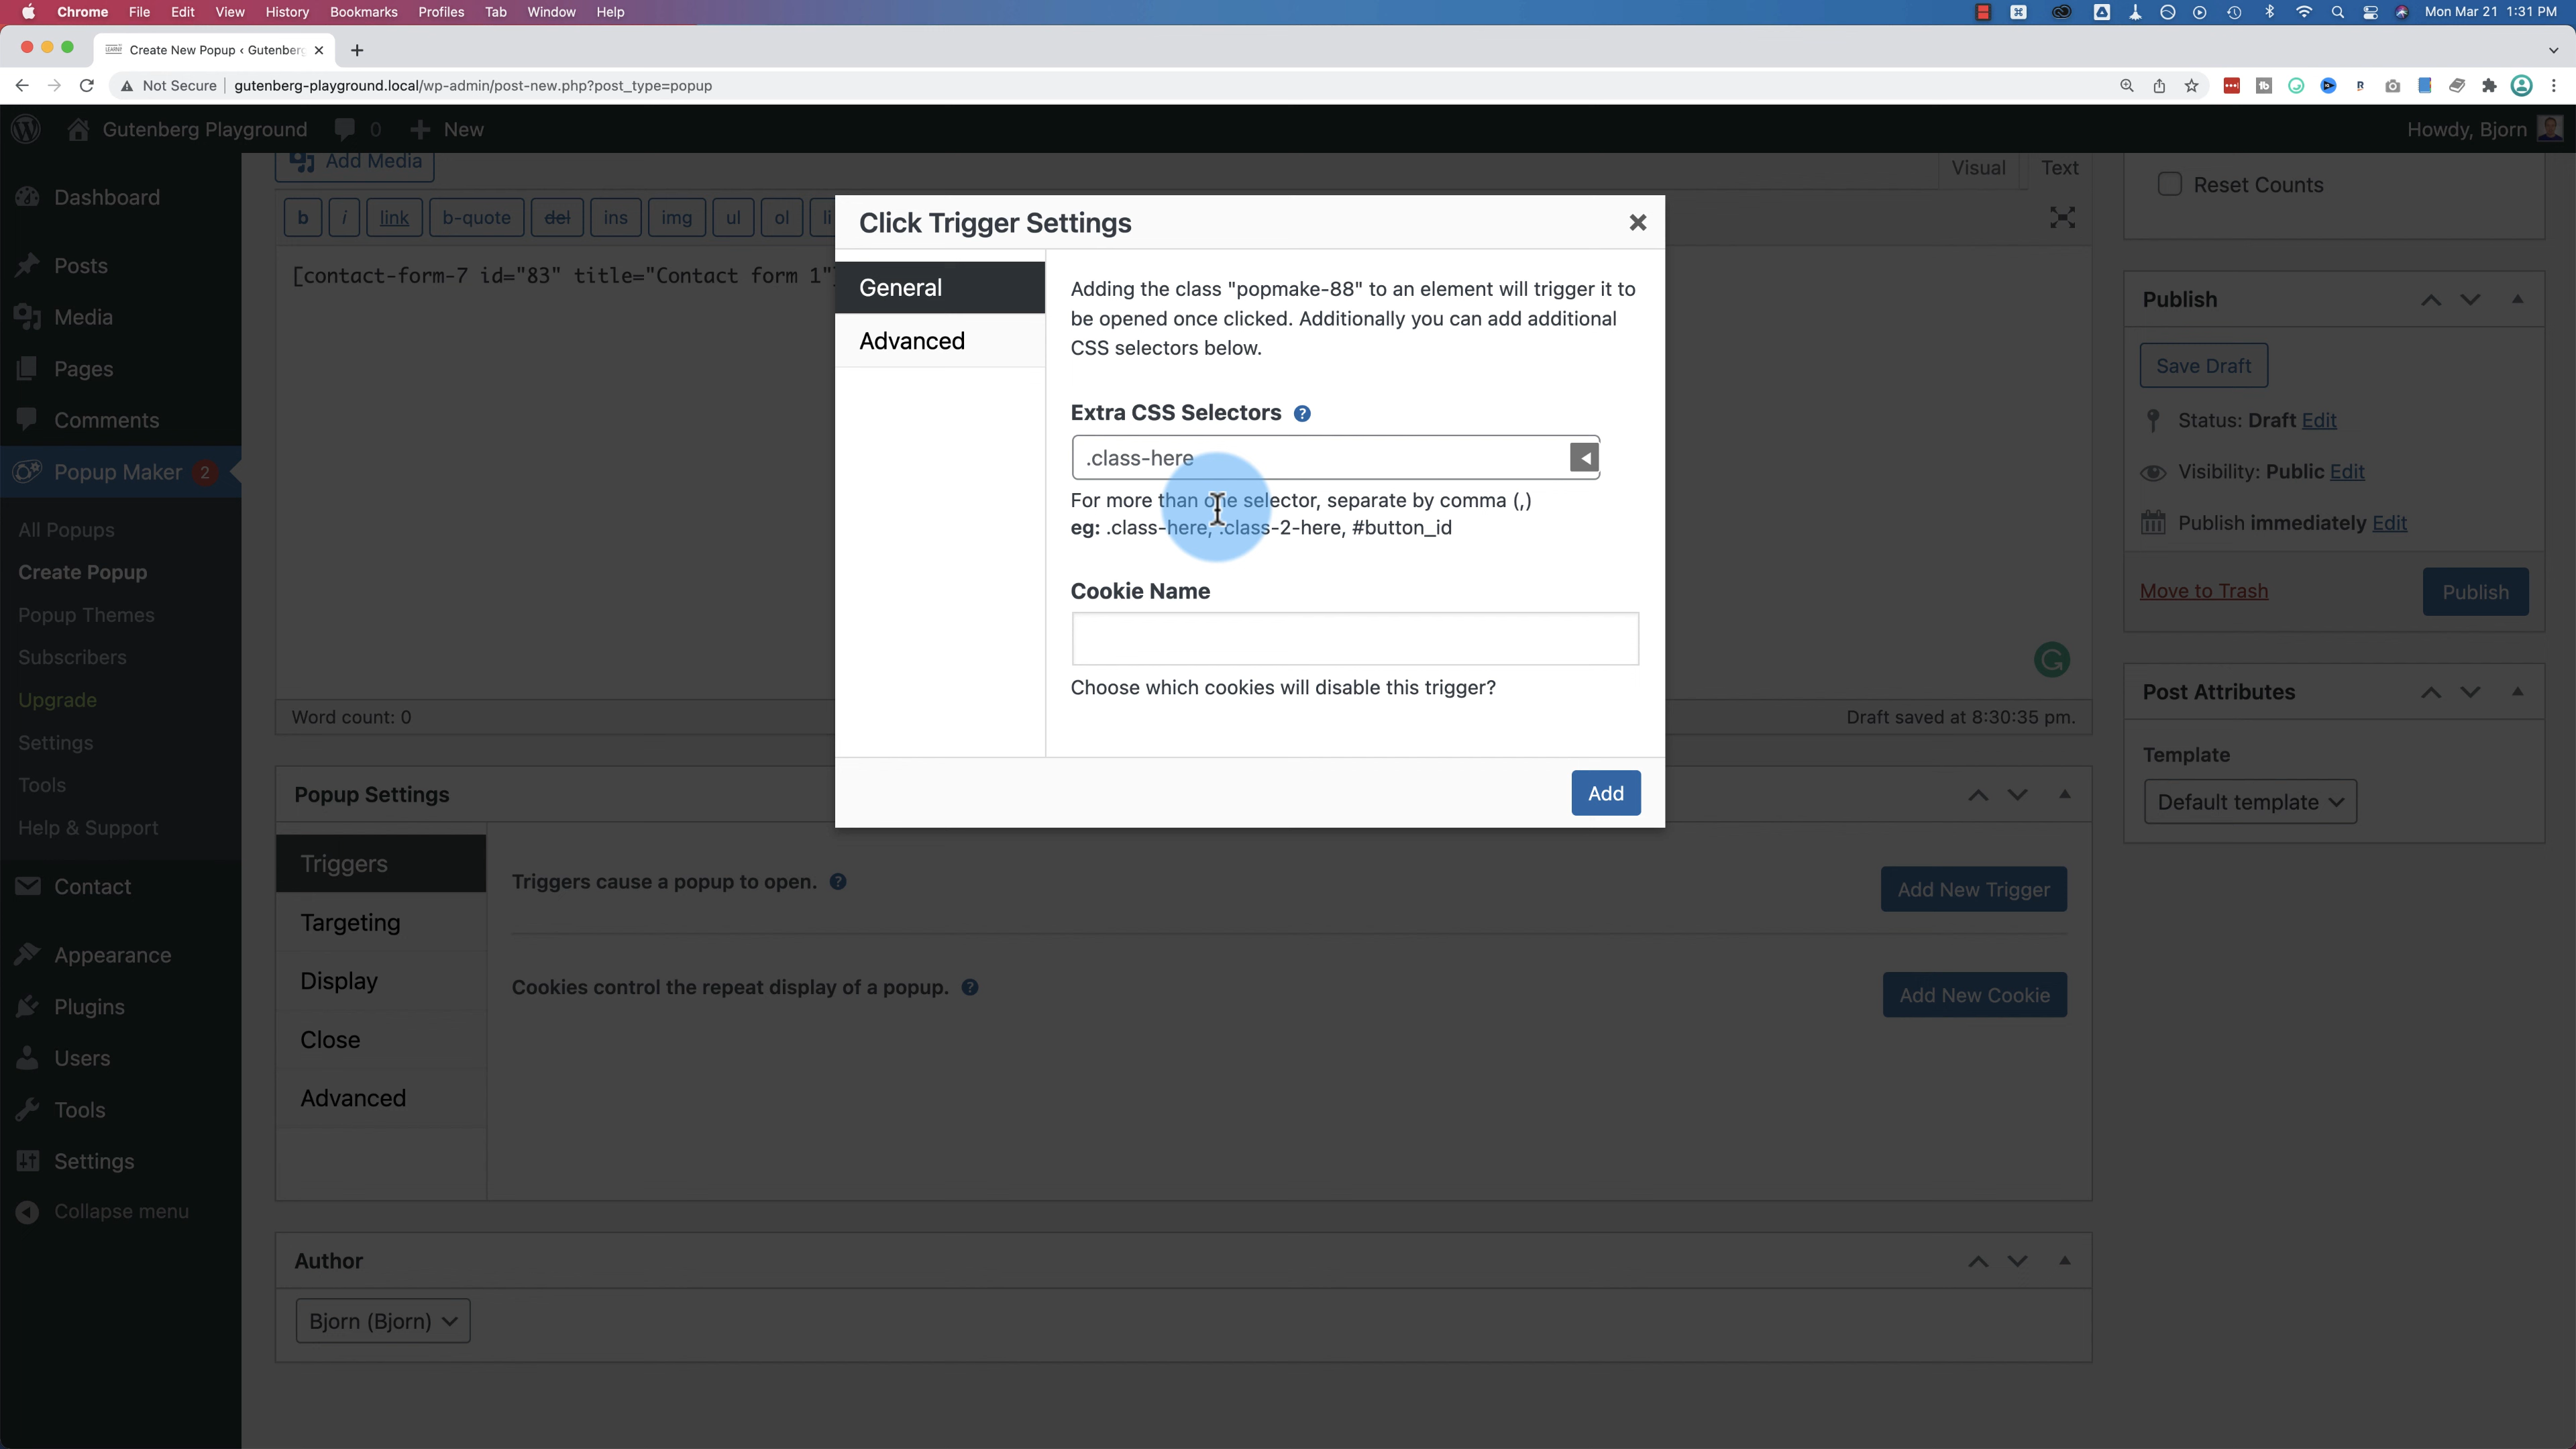 Chrome File Edit View History Bookmarks Profiles Tab Window Help Mon Mar 21 1:31 PM
Create New Popup ‹ Gutenberg
Not Secure gutenberg-playground.local/wp-admin/post-new.php?post_type=popup
Gutenberg Playground 0 New Howdy, Bjorn
Dashboard
Posts
Media
Pages
Comments
Popup Maker 2
All Popups
Create Popup
Popup Themes
Subscribers
Upgrade
Settings
Tools
Help & Support
Contact
Appearance
Plugins
Users
Tools
Settings
Collapse menu
Add Media Visual Text
b i link b-quote del ins img ul ol li
[contact-form-7 id="83" title="Contact form 1"]
Word count: 0 Draft saved at 8:30:35 pm.
Click Trigger Settings
General
Advanced
Adding the class "popmake-88" to an element will trigger it to
be opened once clicked. Additionally you can add additional
CSS selectors below.
Extra CSS Selectors
.class-here
For more than one selector, separate by comma (,)
eg: .class-here, .class-2-here, #button_id
Cookie Name
Choose which cookies will disable this trigger?
Add
Popup Settings
Triggers
Targeting
Display
Close
Advanced
Triggers cause a popup to open.
Add New Trigger
Cookies control the repeat display of a popup.
Add New Cookie
Author
Bjorn (Bjorn)
Reset Counts
Publish
Save Draft
Status: Draft Edit
Visibility: Public Edit
Publish immediately Edit
Move to Trash Publish
Post Attributes
Template
Default template